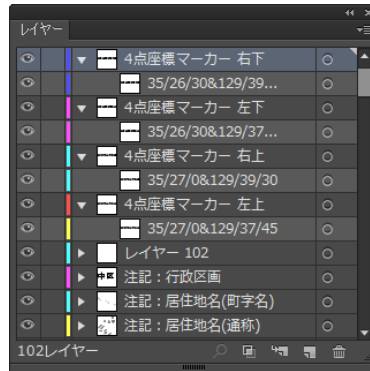 レイヤー
4点座標マーカー 右下
35/26/30&129/39...
4点座標マーカー 左下
35/26/30&129/37...
4点座標マーカー 右上
35/27/0&129/39/30
4点座標マーカー 左上
35/27/0&129/37/45
レイヤー 102
注記：行政区画
注記：居住地名(町字名)
注記：居住地名(通称)
102レイヤー